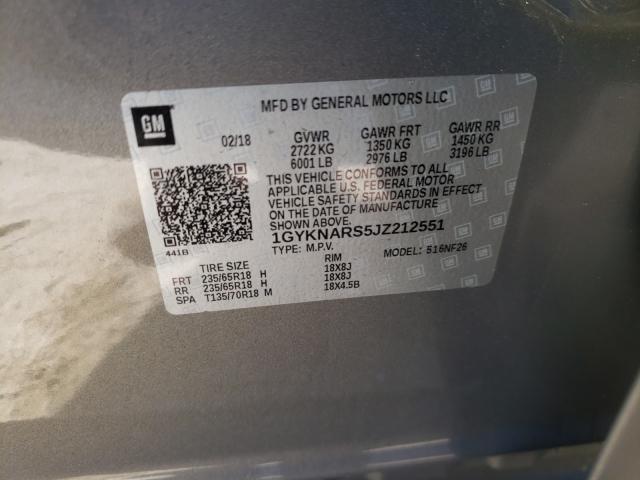 GM
MFD BY GENERAL MOTORS LLC
02/18 GVWR GAWR FRT GAWR RR
2722 KG 1350 KG 1450 KG
6001 LB 2976 LB 3196 LB
THIS VEHICLE CONFORMS TO ALL
APPLICABLE U.S. FEDERAL MOTOR
VEHICLE SAFETY STANDARDS IN EFFECT
ON THE DATE OF MANUFACTURE
SHOWN ABOVE.
1GYKNARS5JZ212551
441B TYPE: M.P.V. MODEL: 516NF26
TIRE SIZE RIM
FRT 235/65R18 H 18X8J
RR 235/65R18 H 18X8J
SPA T135/70R18 M 18X4.5B